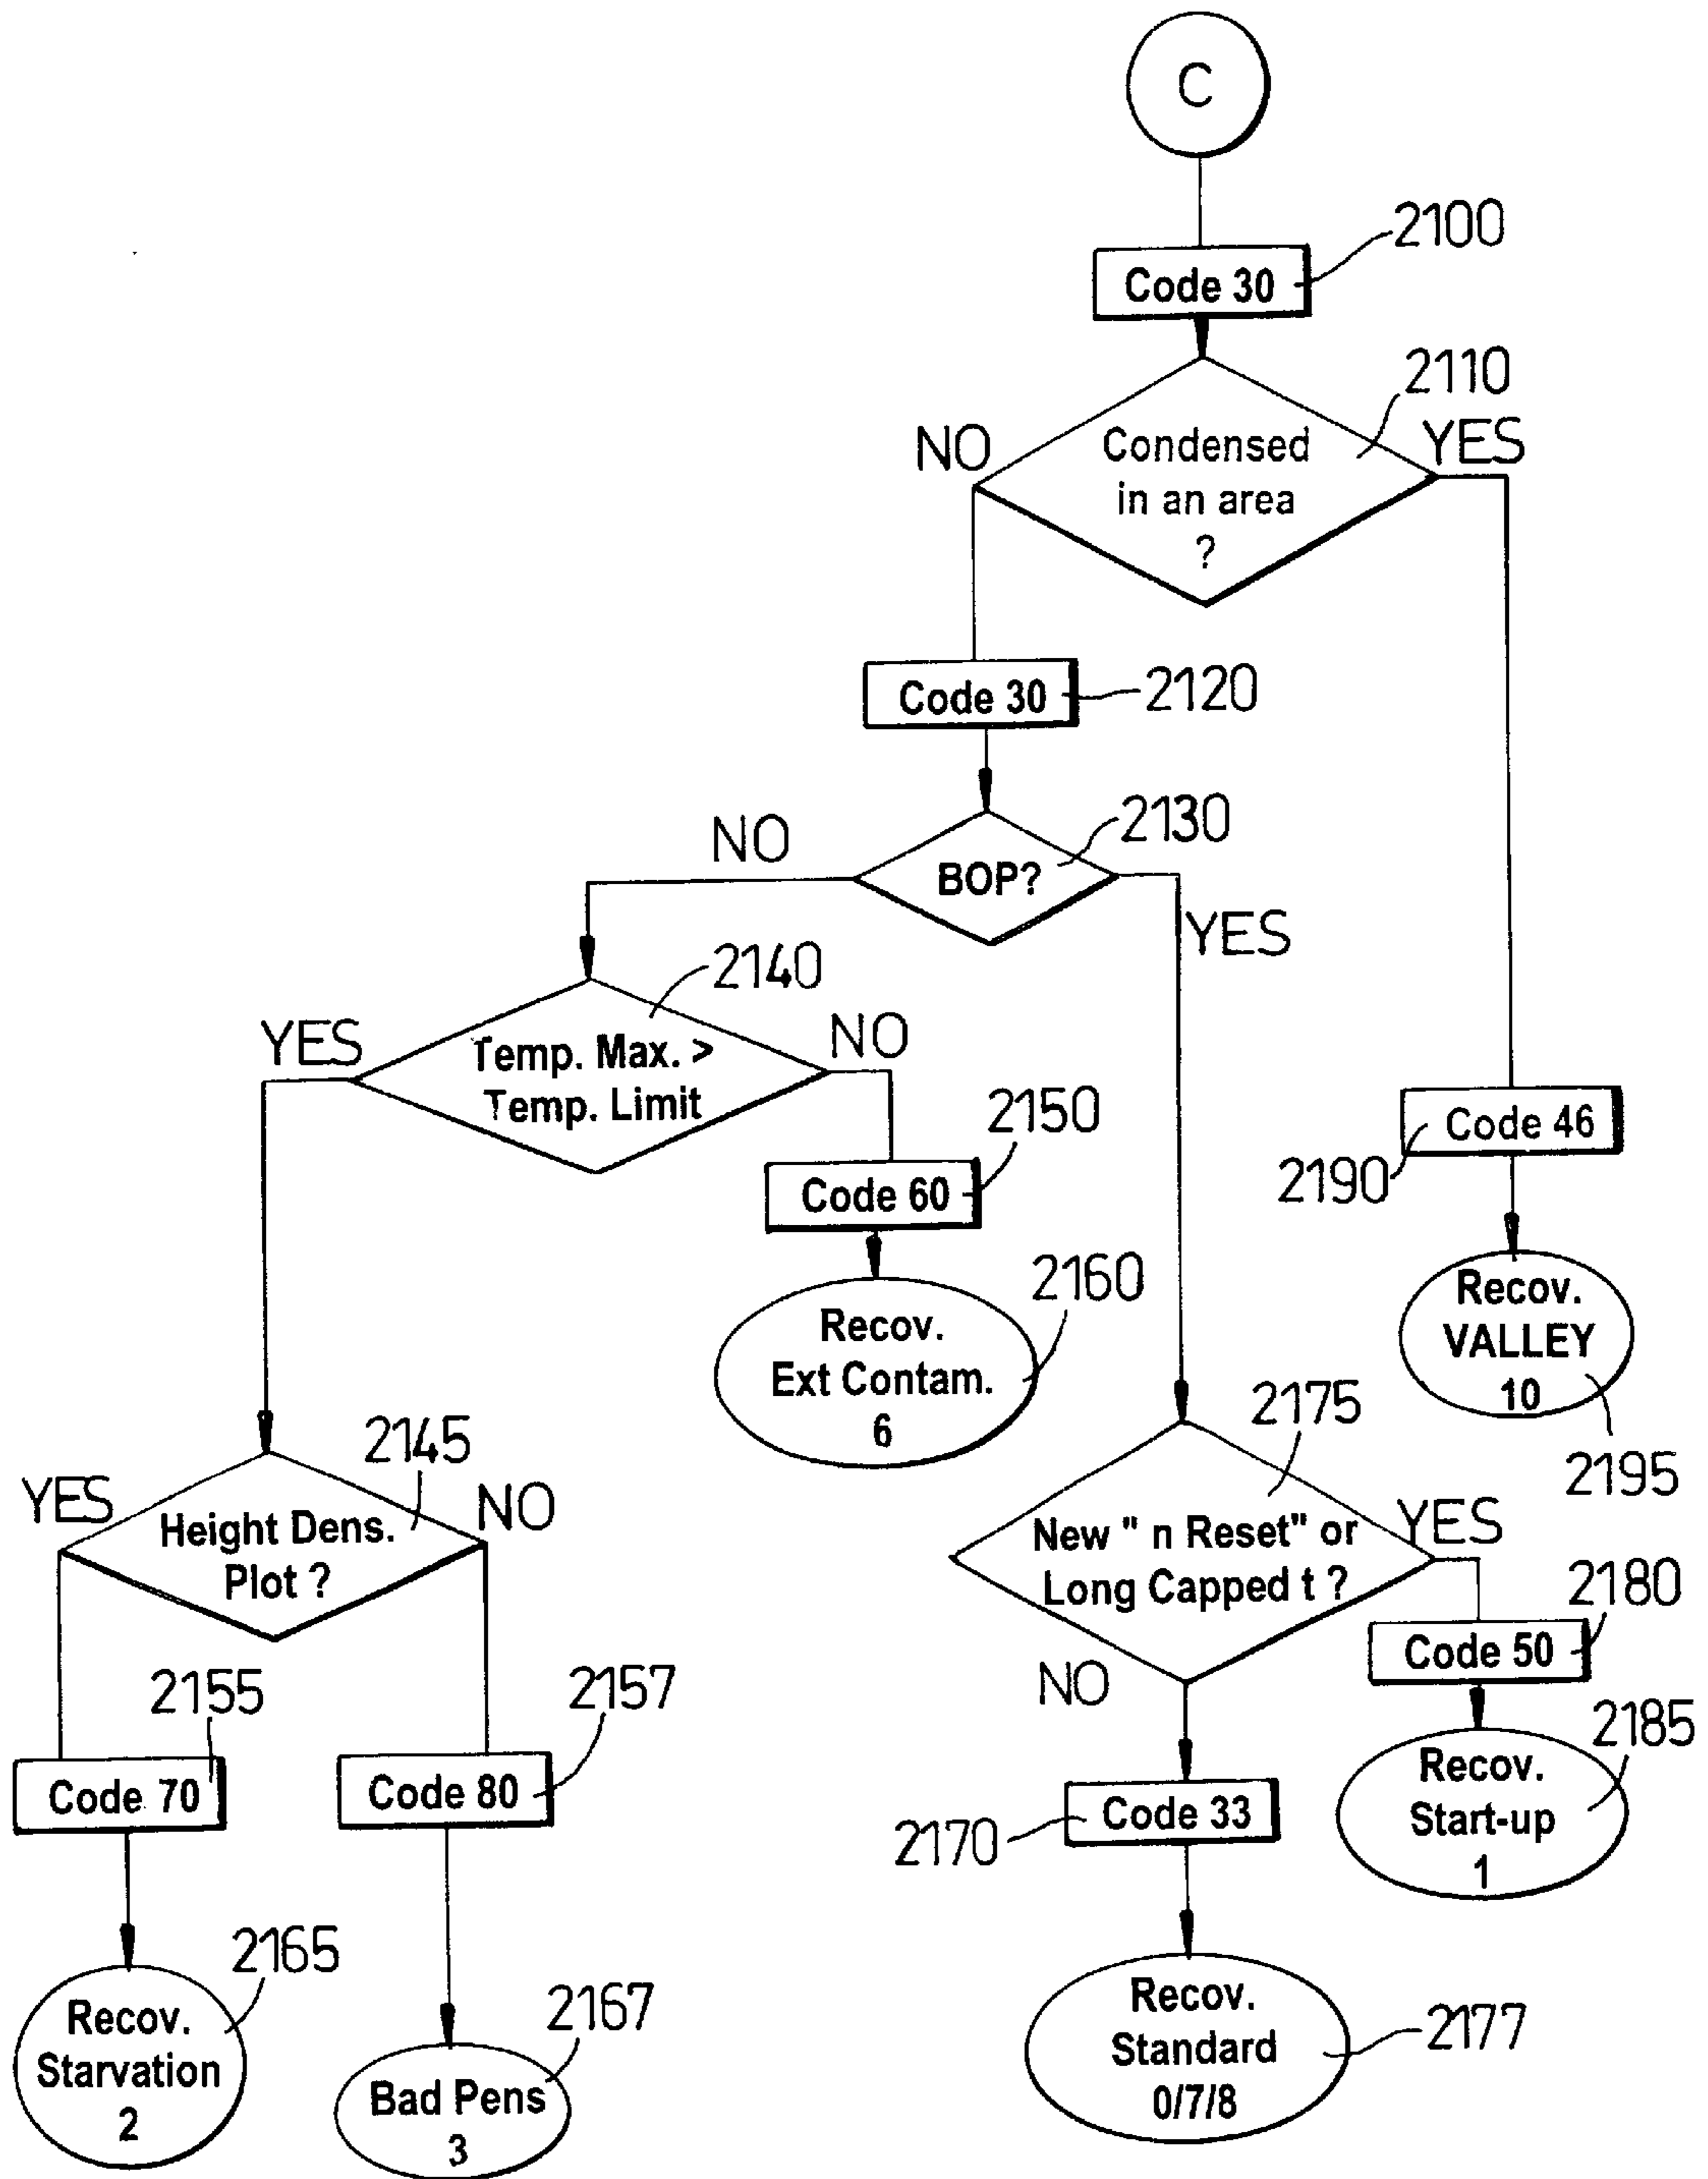 C
2100
Code 30
2110
NO
YES
Condensed
in an area
?
Code 30
2120
2130
NO
BOP?
YES
2140
YES
NO
Temp. Max. >
Temp. Limit
2150
Code 60
Code 46
2190
2160
Recov.
Ext Contam.
6
Recov.
VALLEY
10
2195
2175
2145
YES
NO
Height Dens.
Plot ?
New " n Reset" or
Long Capped t ?
YES
2180
Code 50
NO
2155
2157
Code 70
Code 80
2185
Recov.
Start-up
1
Code 33
2170
2165
Recov.
Starvation
2
2167
Bad Pens
3
Recov.
Standard
0/7/8
2177